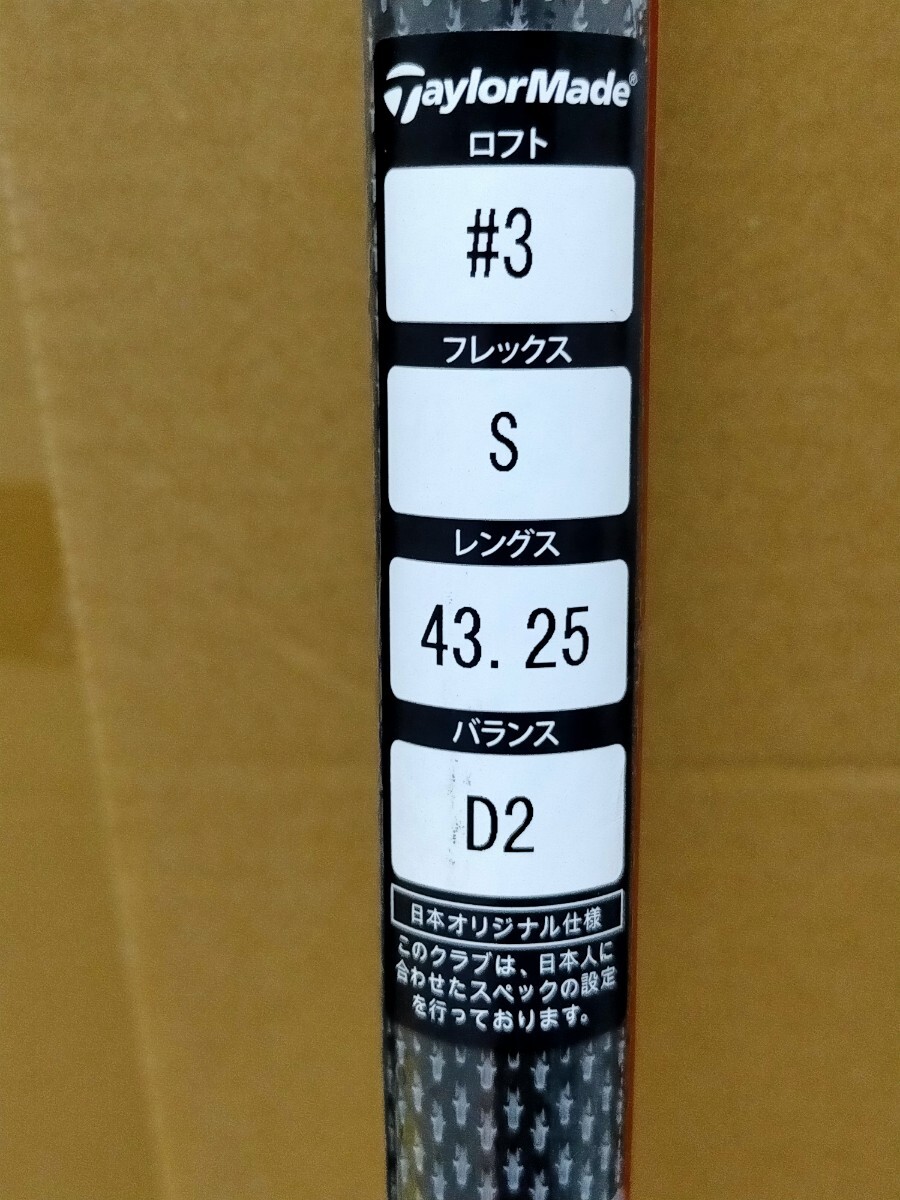 TaylorMade®
ロフト
#3
フレックス
S
レングス
43.25
バランス
D2
日本オリジナル仕様
このクラブは、日本人に
合わせたスペックの設定
を行っております。